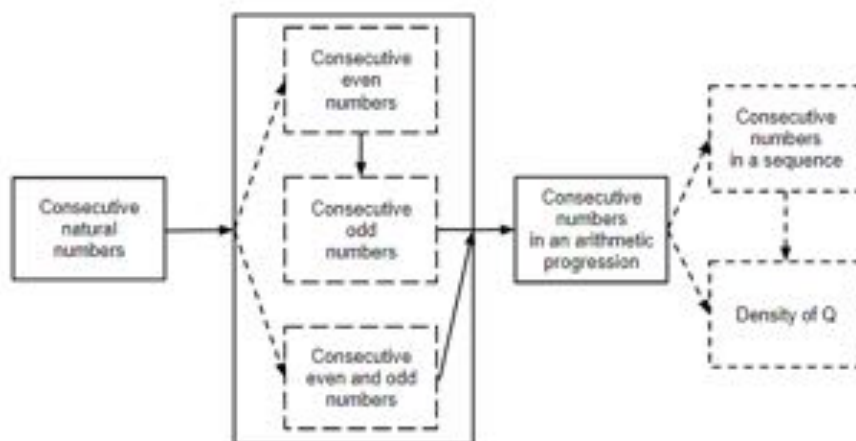 Consecutive
natural
numbers
Consecutive
even
numbers
Consecutive
odd
numbers
Consecutive
even and odd
numbers
Consecutive
numbers
in an arithmetic
progression
Consecutive
numbers
in a sequence
Density of Q